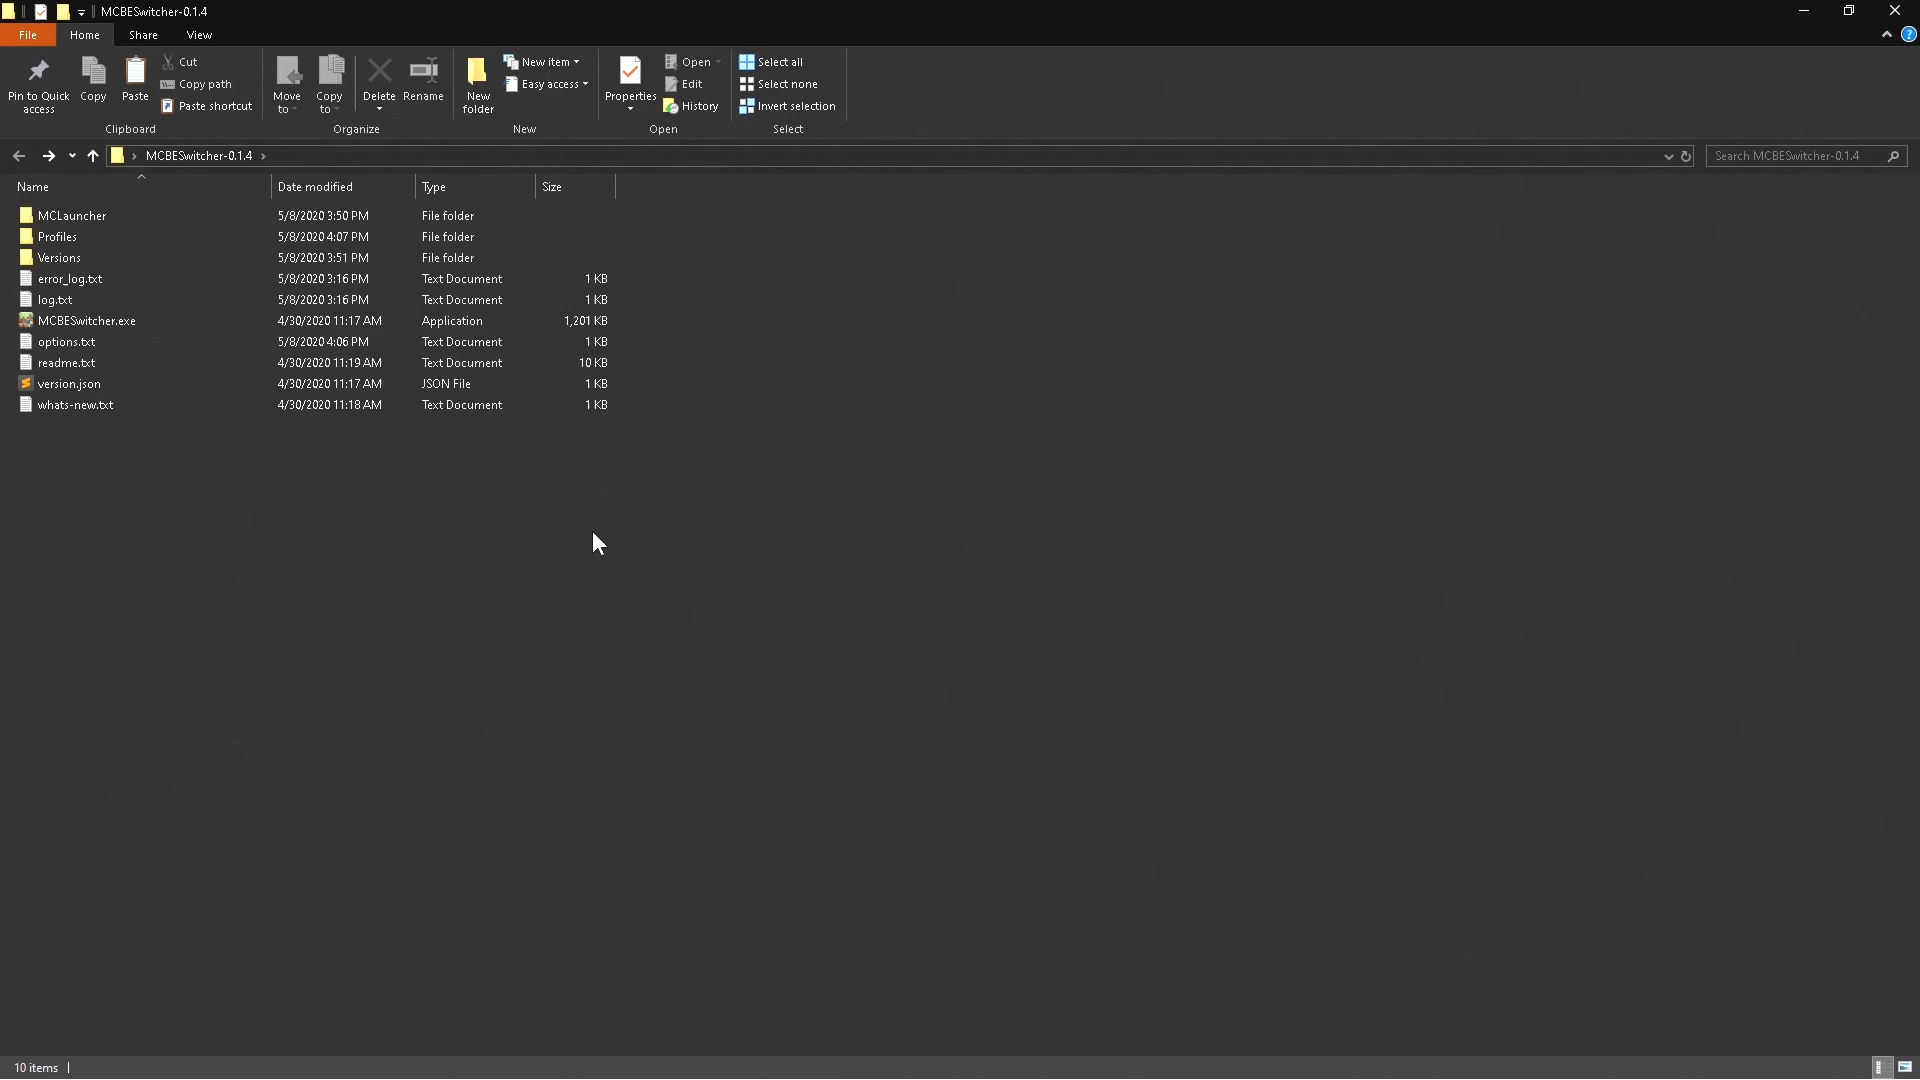 MCBESwitcher-0.1.4
File Home Share View
Pin to Quick access
Copy
Paste
Cut
Copy path
Paste shortcut
Clipboard
Move to
Copy to
Delete
Rename
Organize
New folder
New item
Easy access
New
Properties
Open
Edit
History
Open
Select all
Select none
Invert selection
Select
MCBESwitcher-0.1.4
Search MCBESwitcher-0.1.4
Name Date modified Type Size
MCLauncher 5/8/2020 3:50 PM File folder
Profiles 5/8/2020 4:07 PM File folder
Versions 5/8/2020 3:51 PM File folder
error_log.txt 5/8/2020 3:16 PM Text Document 1 KB
log.txt 5/8/2020 3:16 PM Text Document 1 KB
MCBESwitcher.exe 4/30/2020 11:17 AM Application 1,201 KB
options.txt 5/8/2020 4:06 PM Text Document 1 KB
readme.txt 4/30/2020 11:19 AM Text Document 10 KB
version.json 4/30/2020 11:17 AM JSON File 1 KB
whats-new.txt 4/30/2020 11:18 AM Text Document 1 KB
10 items